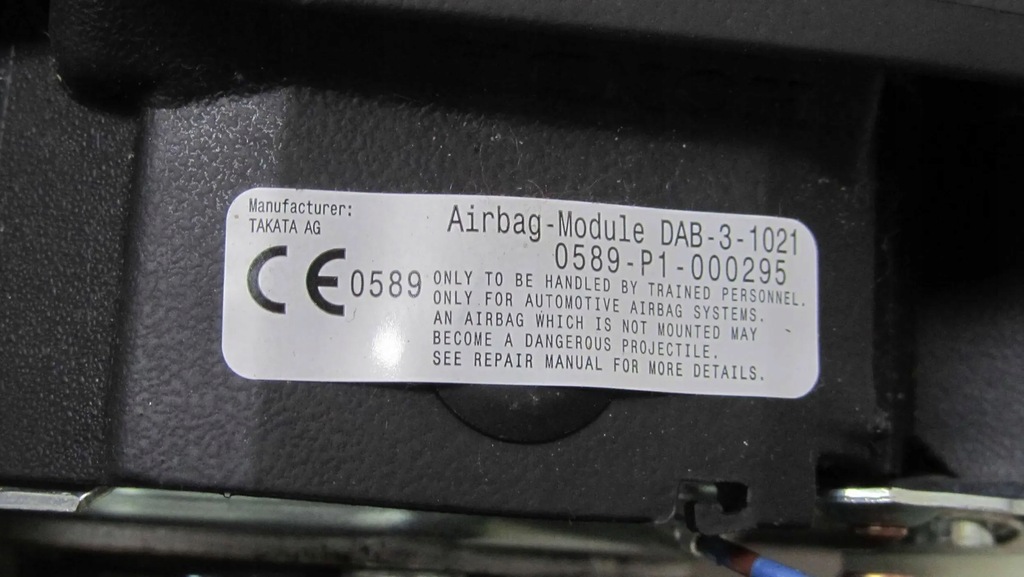 Manufacturer:
TAKATA AG
CE 0589
Airbag-Module DAB-3-1021
0589-P1-000295
ONLY TO BE HANDLED BY TRAINED PERSONNEL.
ONLY FOR AUTOMOTIVE AIRBAG SYSTEMS.
AN AIRBAG WHICH IS NOT MOUNTED MAY
BECOME A DANGEROUS PROJECTILE.
SEE REPAIR MANUAL FOR MORE DETAILS.